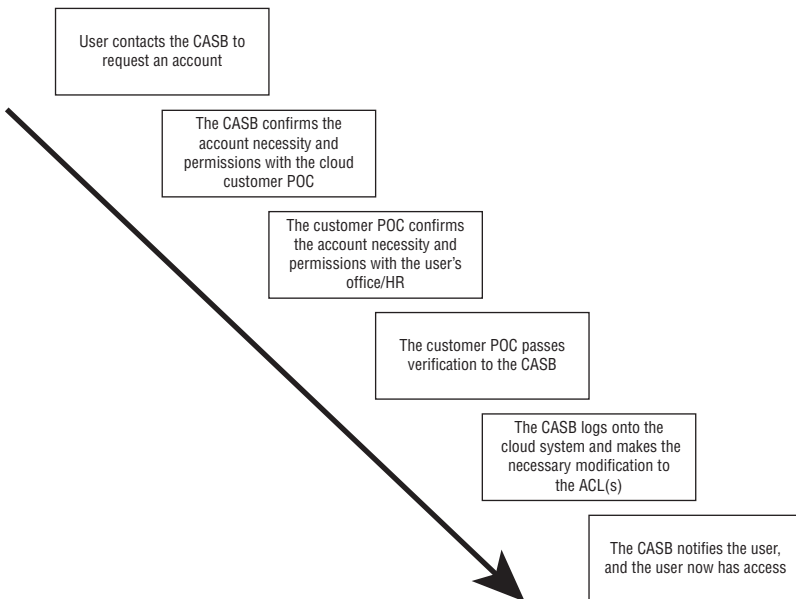 User contacts the CASB to
request an account
The CASB confirms the
account necessity and
permissions with the cloud
customer POC
The customer POC confirms
the account necessity and
permissions with the user’s
office/HR
The customer POC passes
verification to the CASB
The CASB logs onto the
cloud system and makes the
necessary modification to
the ACL(s)
The CASB notifies the user,
and the user now has access